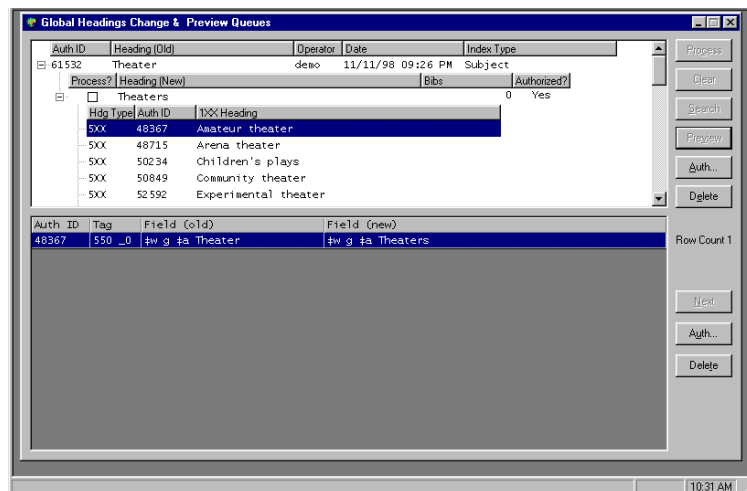 Global Headings Change & Preview Queues
Auth ID Heading (Old) Operator Date Index Type
61532 Theater demo 11/11/98 09:26 PM Subject
Process? Heading (New) Bibs Authorized?
Theaters 0 Yes
Hdg Type Auth ID 1XX Heading
5XX 48367 Amateur theater
5XX 48715 Arena theater
5XX 50234 Children's plays
5XX 50849 Community theater
5XX 52592 Experimental theater
Process
Clear
Search
Preview
Auth...
Delete
Auth ID Tag Field (old) Field (new)
48367 550 _0 ‡w g ‡a Theater ‡w g ‡a Theaters
Row Count 1
Next
Auth...
Delete
10:31 AM